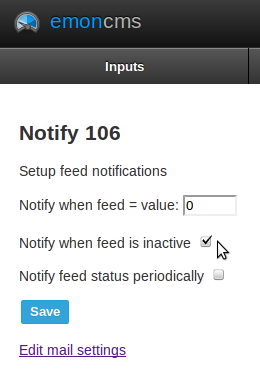 emoncms
Inputs
Notify 106
Setup feed notifications
Notify when feed = value: 0
Notify when feed is inactive
Notify feed status periodically
Save
Edit mail settings